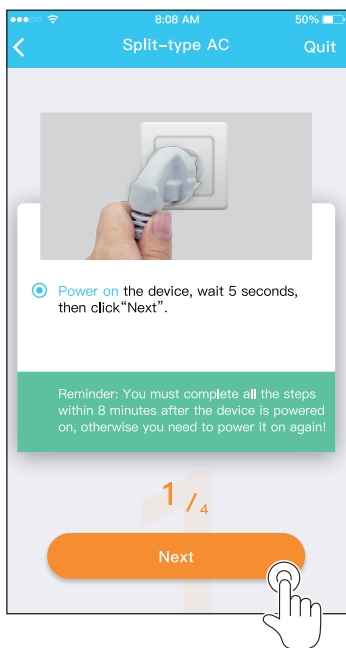 8:08 AM
50%
Split-type AC
Quit
Power on the device, wait 5 seconds,
then click“Next”.
Reminder: You must complete all the steps
within 8 minutes after the device is powered
on, otherwise you need to power it on again!
1/4
Next